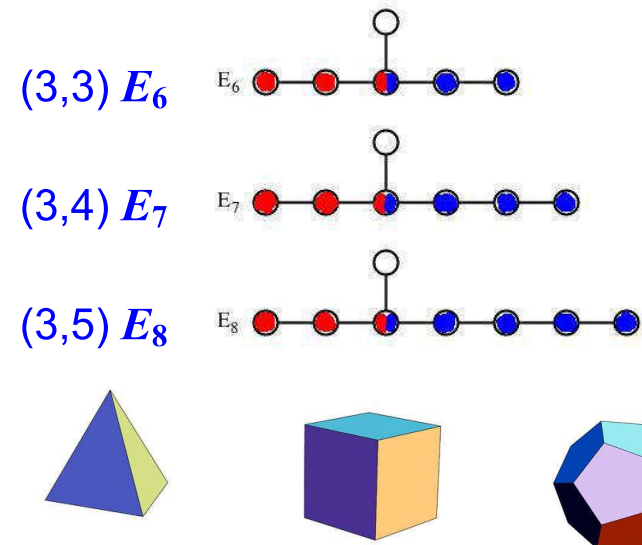 (3,3) E₆ E₆
(3,4) E₇ E₇
(3,5) E₈ E₈